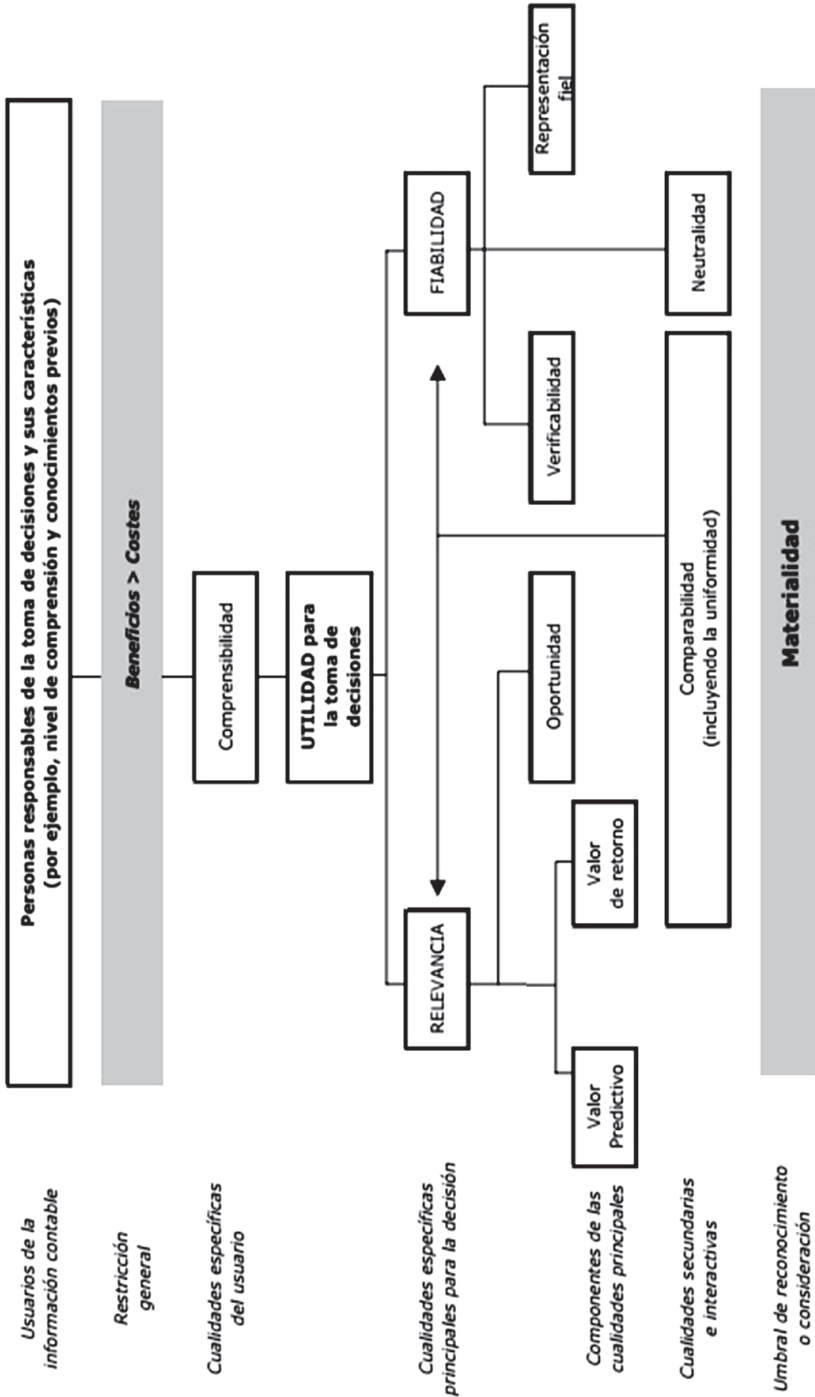 Usuarios de la
información contable
Personas responsables de la toma de decisiones y sus características
(por ejemplo, nivel de comprensión y conocimientos previos)
Restricción
general
Beneficios > Costes
Cualidades específicas
del usuario
Comprensibilidad
UTILIDAD para
la toma de
decisiones
Cualidades específicas
principales para la decisión
RELEVANCIA
FIABILIDAD
Componentes de las
cualidades principales
Valor
Predictivo
Valor
de retorno
Oportunidad
Verificabilidad
Representación
fiel
Cualidades secundarias
e interactivas
Comparabilidad
(incluyendo la uniformidad)
Neutralidad
Umbral de reconocimiento
o consideración
Materialidad